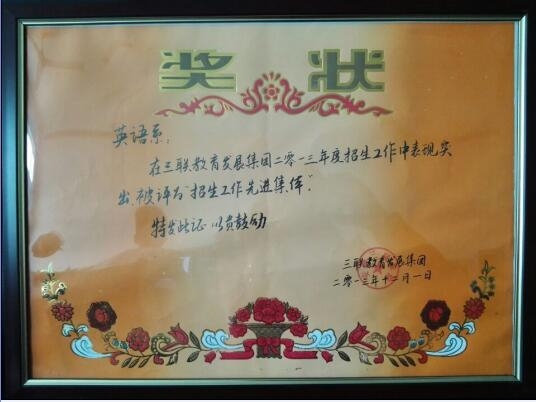 奖状
英语系:
在三联教育发展集团二零一三年度招生工作中表现突
出,被评为"招生工作先进集体"。
特发此证 以资鼓励
三联教育发展集团
二零一三年十二月一日